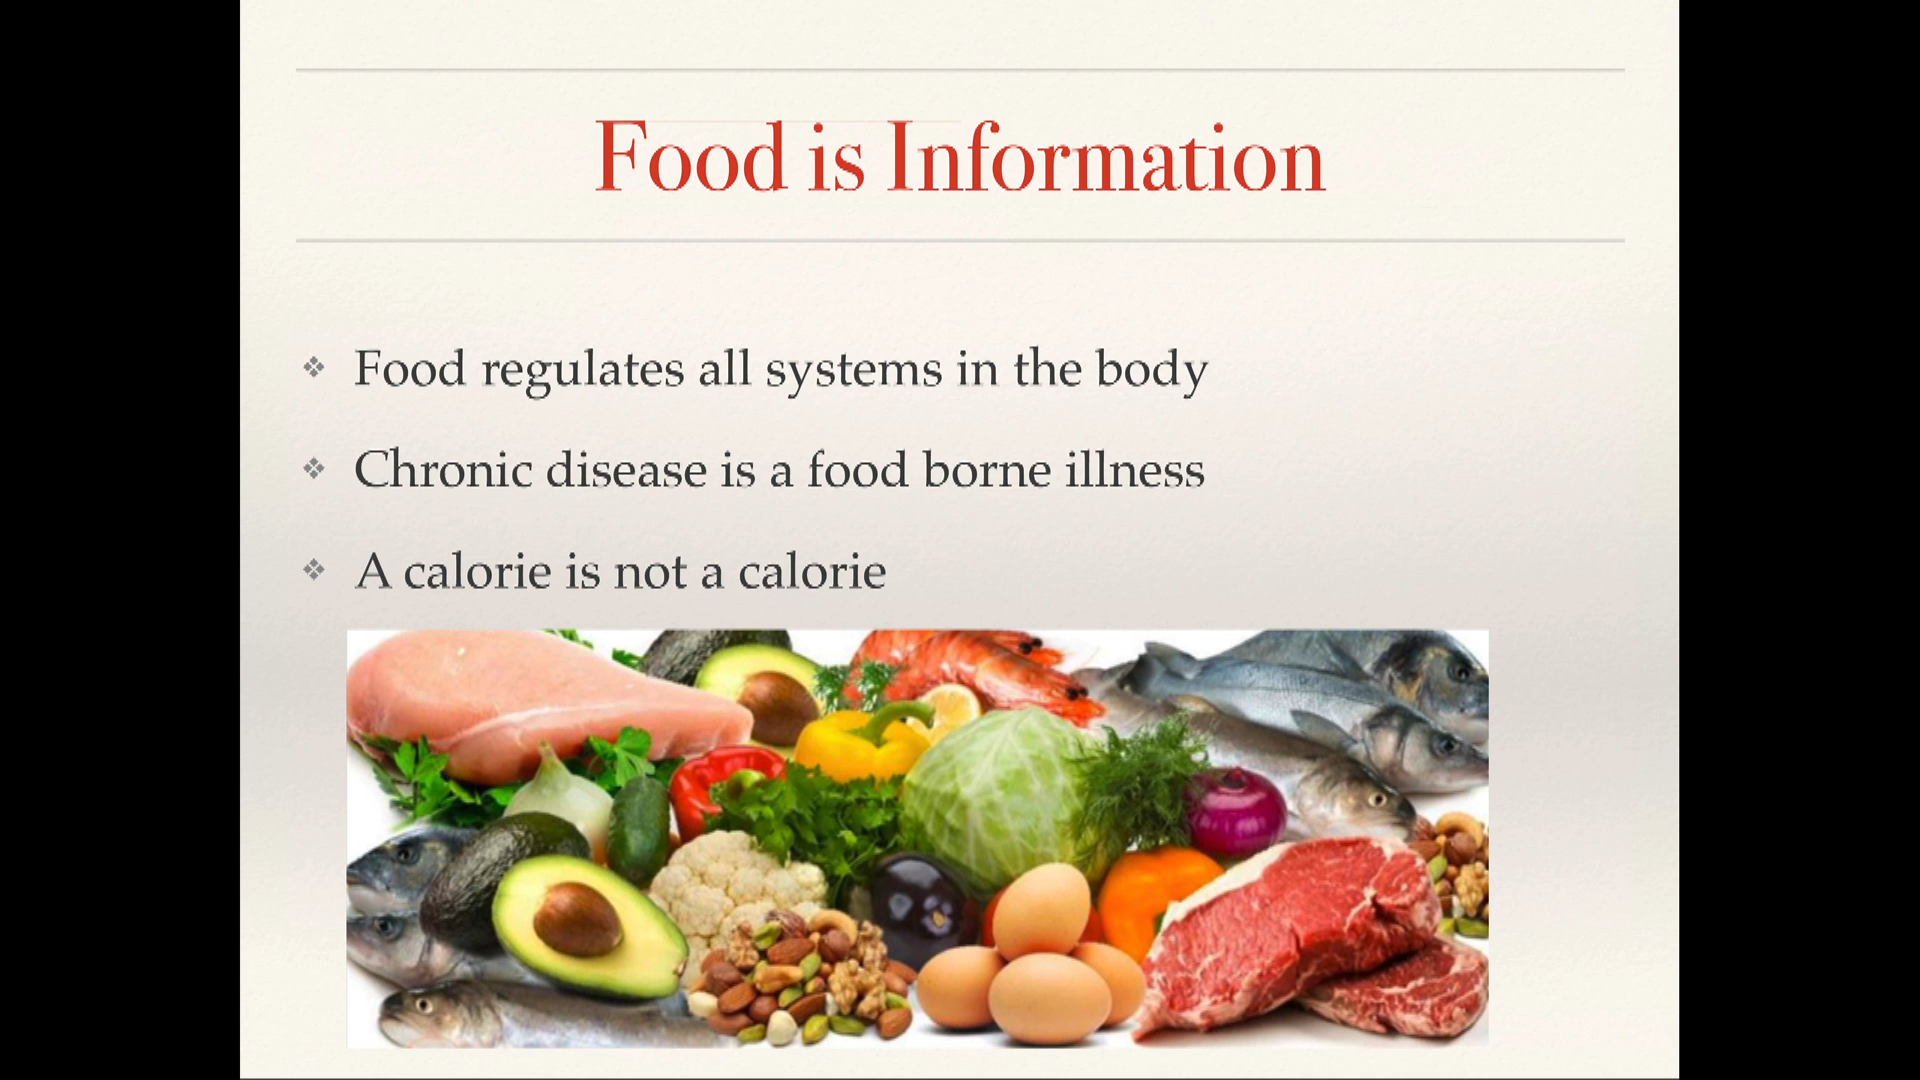 Food is Information
❖ Food regulates all systems in the body
❖ Chronic disease is a food borne illness
❖ A calorie is not a calorie